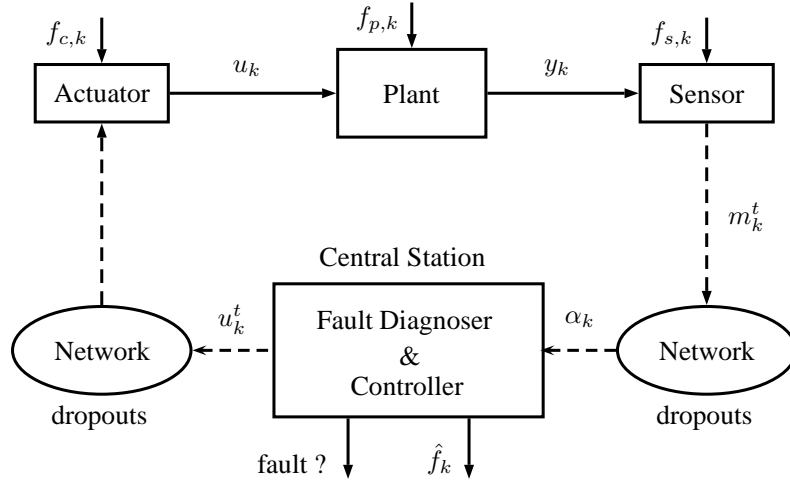 f_{c,k}
f_{p,k}
f_{s,k}
Actuator
u_k
Plant
y_k
Sensor
m_k^t
Central Station
u_k^t
Fault Diagnoser
&
Controller
α_k
Network
Network
dropouts
dropouts
fault ?
\hat{f}_k